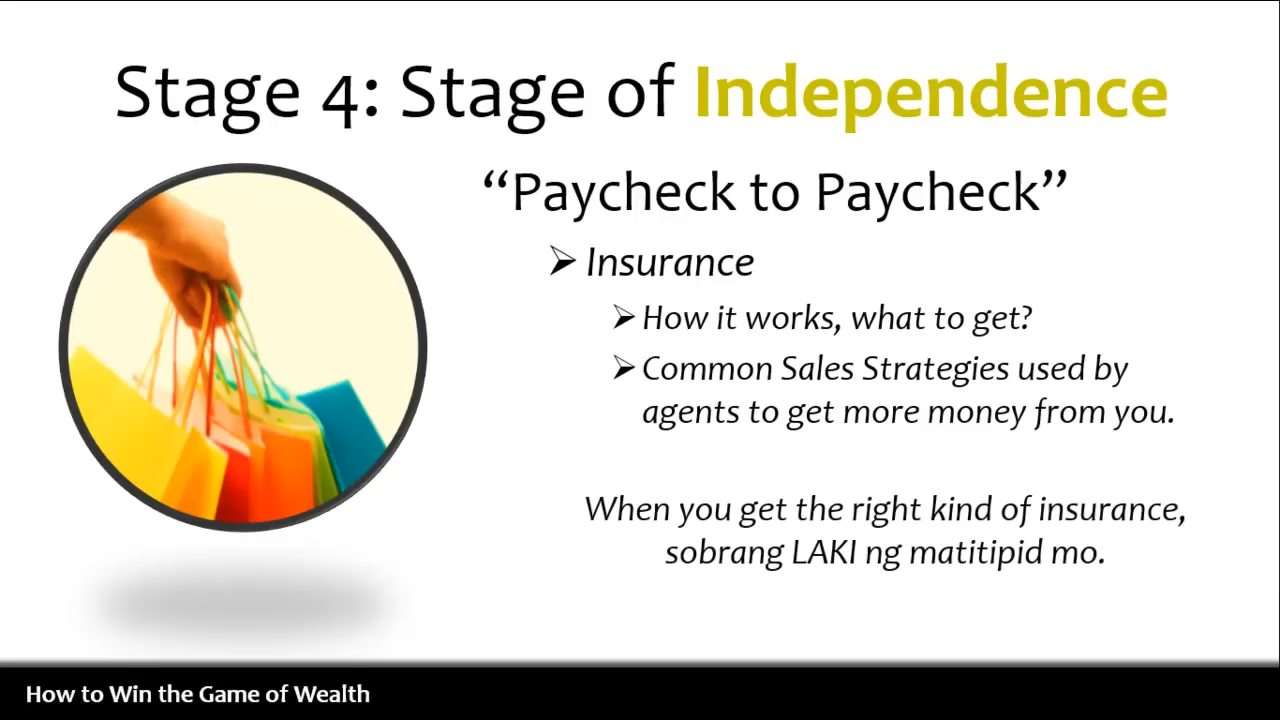 Stage 4: Stage of Independence
“Paycheck to Paycheck”
Insurance
How it works, what to get?
Common Sales Strategies used by
agents to get more money from you.
When you get the right kind of insurance,
sobrang LAKI ng matitipid mo.
How to Win the Game of Wealth